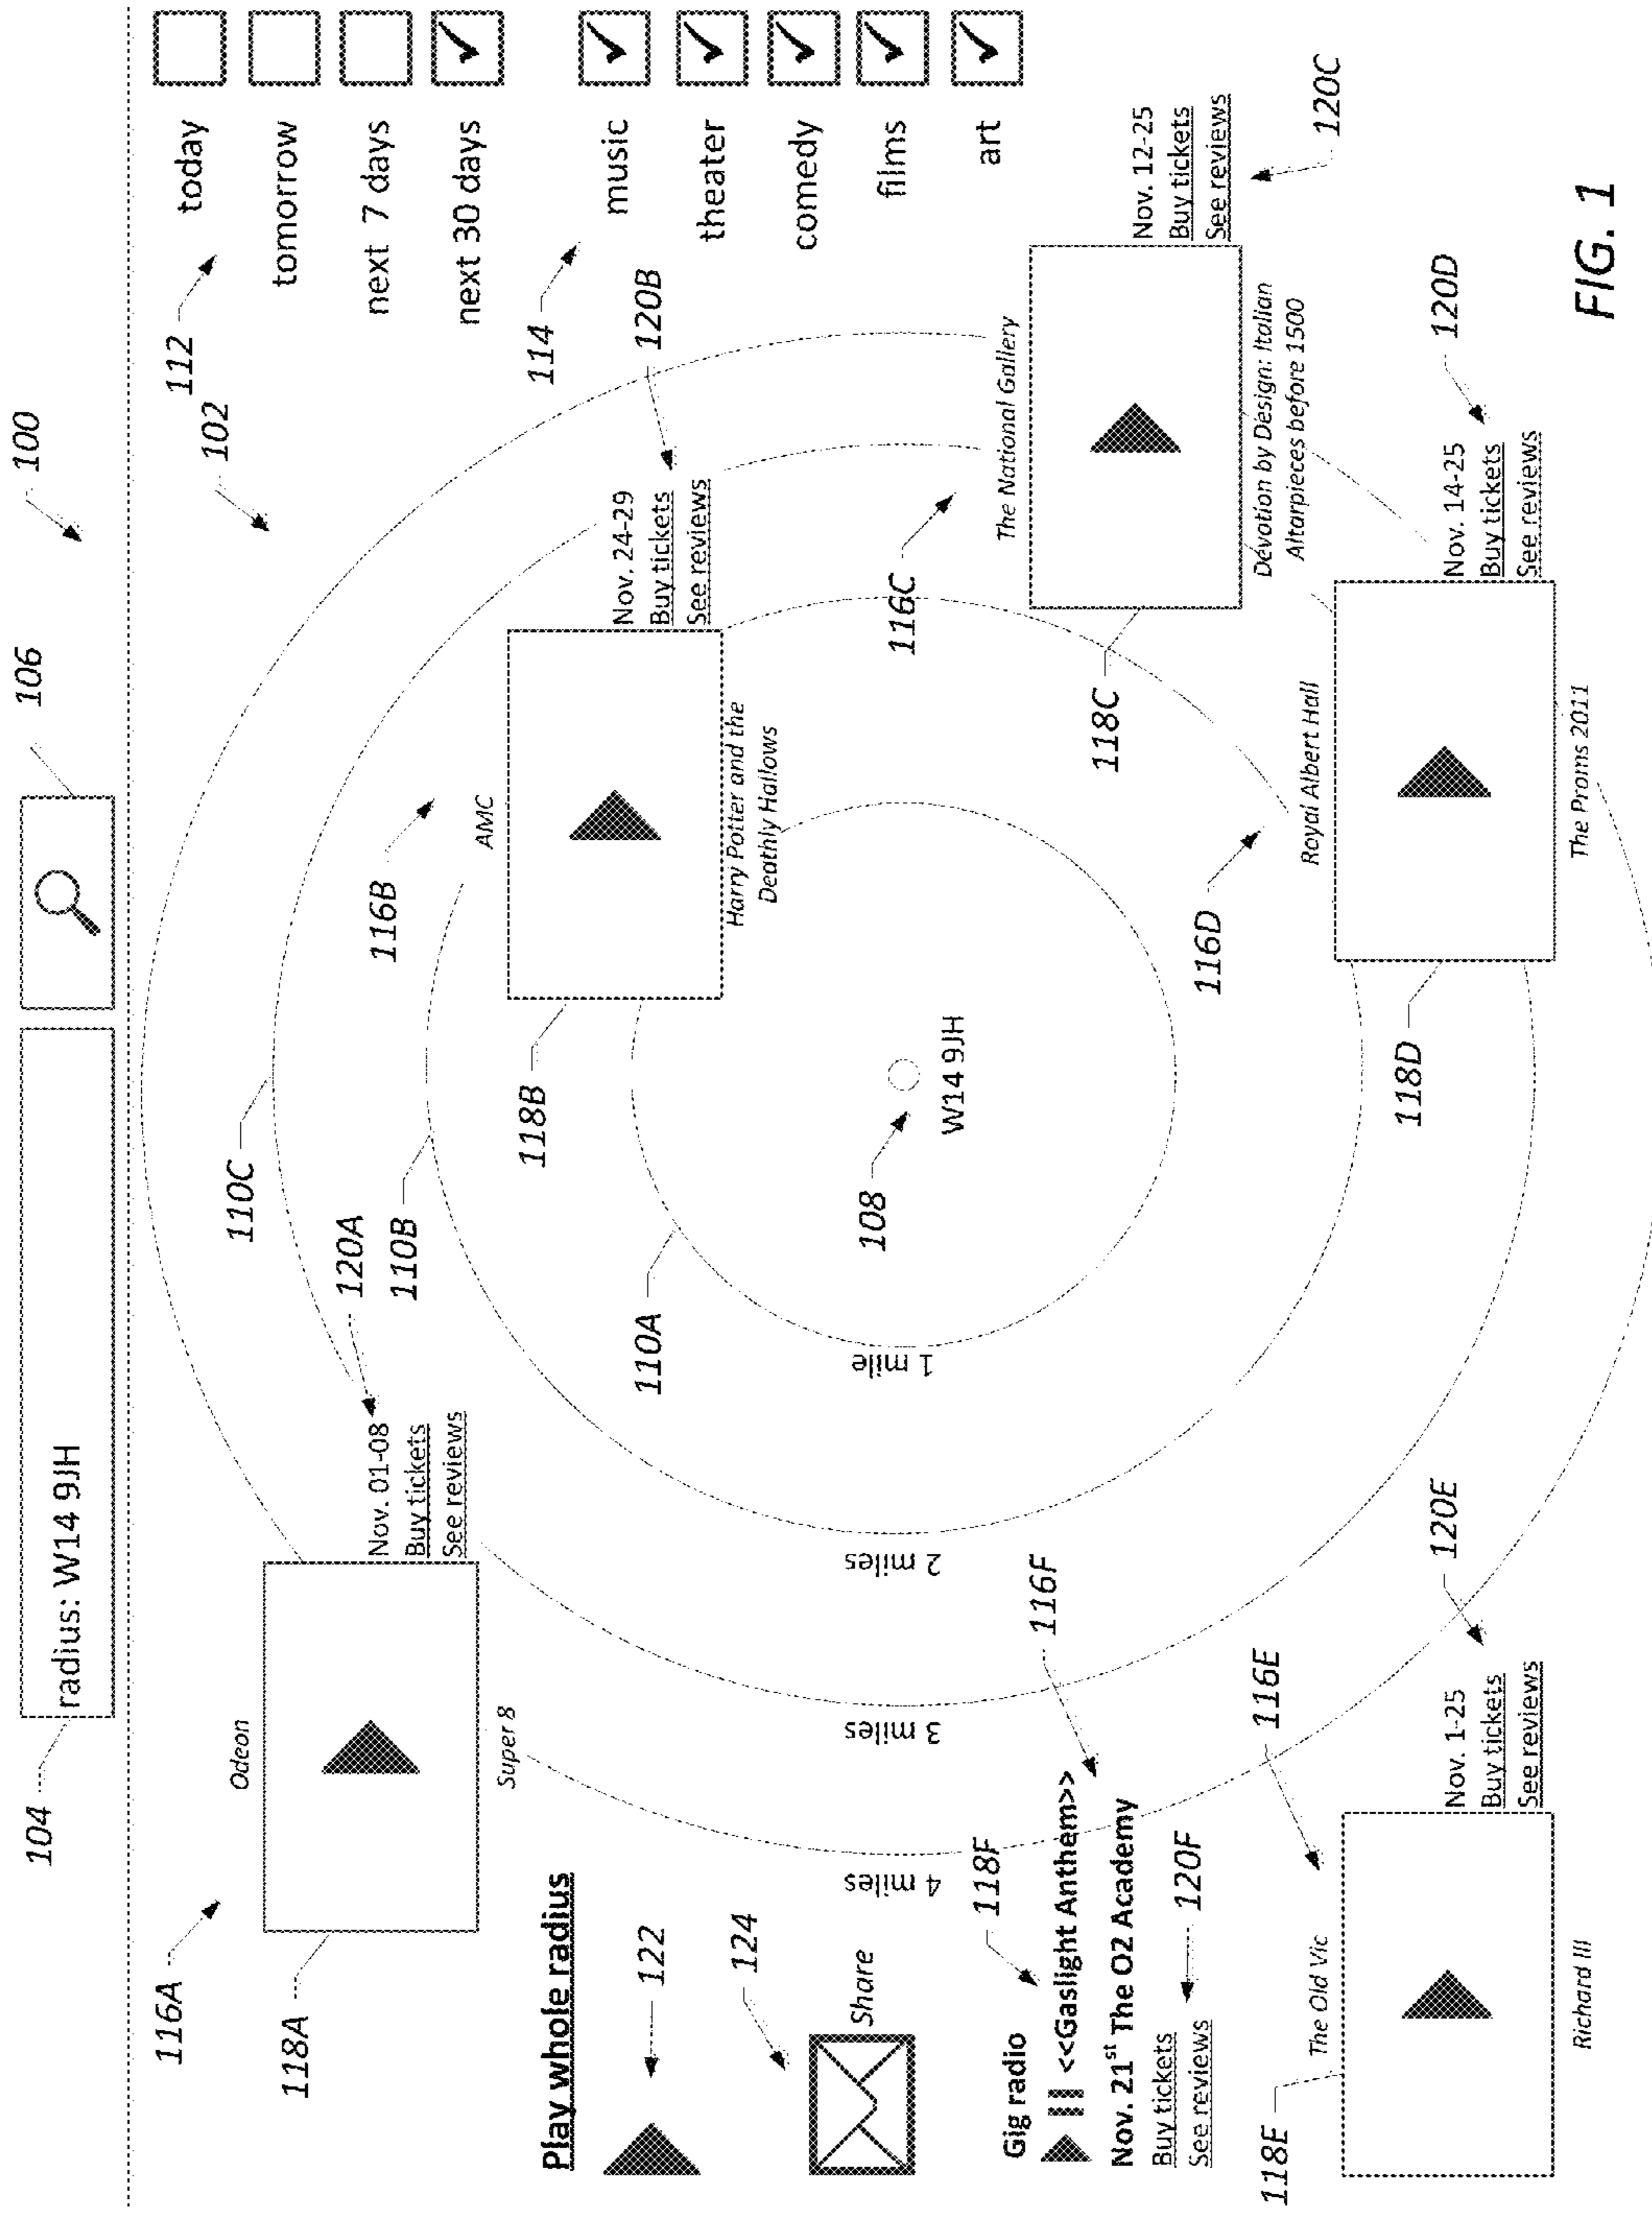 100
104
radius: W14 9JH
106
112
102
today
tomorrow
next 7 days
next 30 days
114
music
theater
comedy
films
art
116A
Odeon
118A
Super 8
Nov. 01-08
Buy tickets
See reviews
120A
110C
110B
110A
116B
AMC
118B
Harry Potter and the
Deathly Hallows
Nov. 24-29
Buy tickets
See reviews
120B
Play whole radius
122
124
Share
4 miles
3 miles
2 miles
1 mile
108
W14 9JH
116C
The National Gallery
118C
Devotion by Design: Italian
Altarpieces before 1500
Nov. 12-25
Buy tickets
See reviews
120C
118F
116F
Gig radio
<<Gaslight Anthem>>
Nov. 21st The O2 Academy
Buy tickets
See reviews
120F
116D
Royal Albert Hall
118D
The Proms 2011
Nov. 14-25
Buy tickets
See reviews
120D
116E
118E
The Old Vic
Richard III
Nov. 1-25
Buy tickets
See reviews
120E
FIG. 1